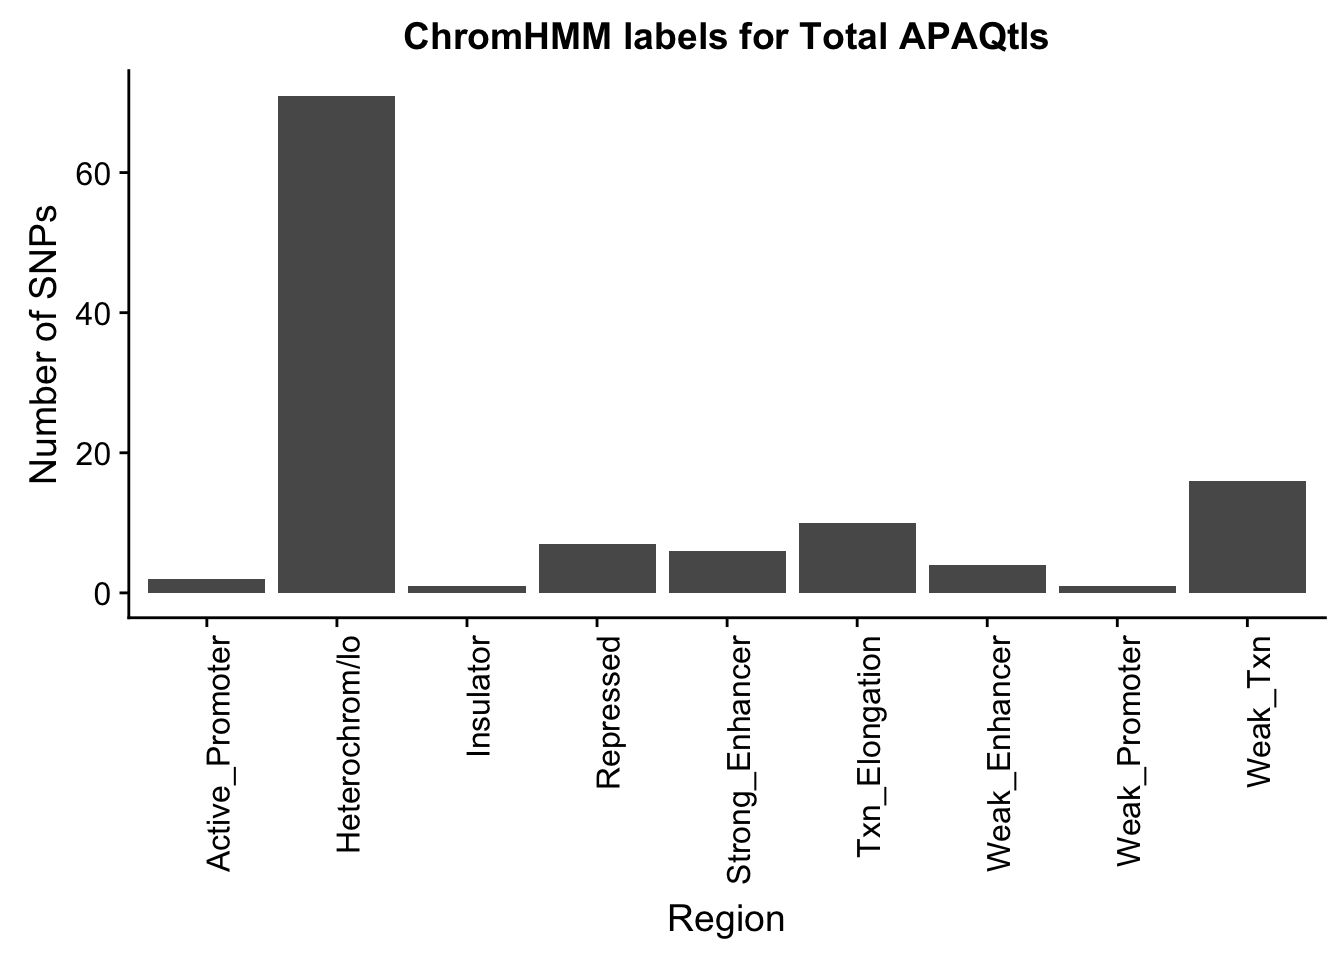 ChromHMM labels for Total APAQtls
Number of SNPs
60
40
20
0
Active_Promoter
Heterochrom/lo
Insulator
Repressed
Strong_Enhancer
Txn_Elongation
Weak_Enhancer
Weak_Promoter
Weak_Txn
Region